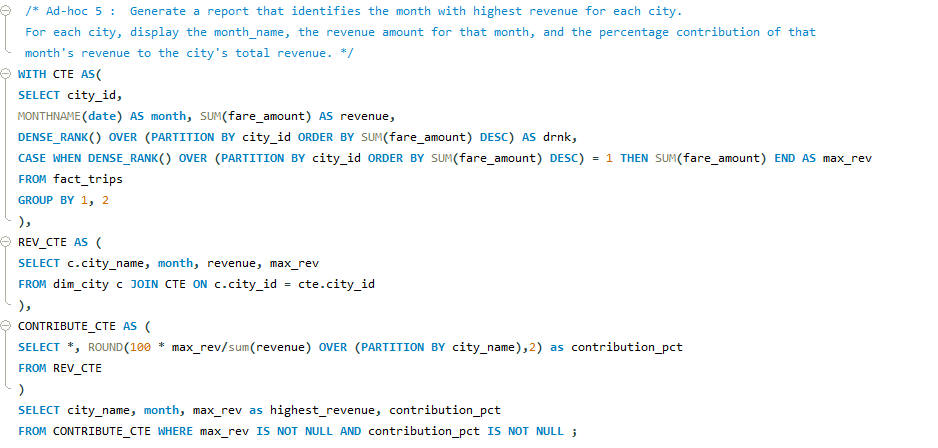 /* Ad-hoc 5 :  Generate a report that identifies the month with highest revenue for each city.
For each city, display the month_name, the revenue amount for that month, and the percentage contribution of that
month's revenue to the city's total revenue. */
WITH CTE AS(
SELECT city_id,
MONTHNAME(date) AS month, SUM(fare_amount) AS revenue,
DENSE_RANK() OVER (PARTITION BY city_id ORDER BY SUM(fare_amount) DESC) AS drnk,
CASE WHEN DENSE_RANK() OVER (PARTITION BY city_id ORDER BY SUM(fare_amount) DESC) = 1 THEN SUM(fare_amount) END AS max_rev
FROM fact_trips
GROUP BY 1, 2
),
REV_CTE AS (
SELECT c.city_name, month, revenue, max_rev
FROM dim_city c JOIN CTE ON c.city_id = cte.city_id
),
CONTRIBUTE_CTE AS (
SELECT *, ROUND(100 * max_rev/sum(revenue) OVER (PARTITION BY city_name),2) as contribution_pct
FROM REV_CTE
)
SELECT city_name, month, max_rev as highest_revenue, contribution_pct
FROM CONTRIBUTE_CTE WHERE max_rev IS NOT NULL AND contribution_pct IS NOT NULL ;